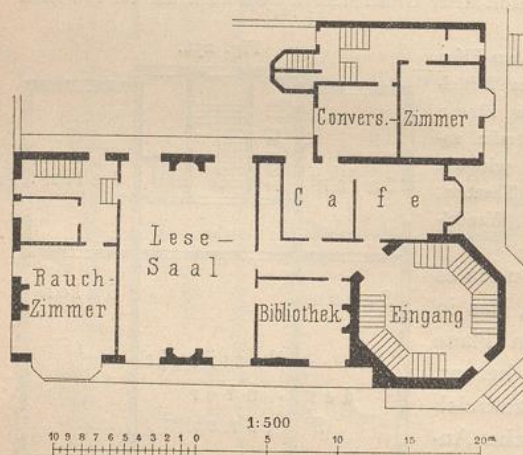 Convers.- Zimmer
Cafe
Lese-
Saal
Rauch-
Zimmer
Bibliothek
Eingang
1:500
10 9 8 7 6 5 4 3 2 1 0 5 10 15 20m